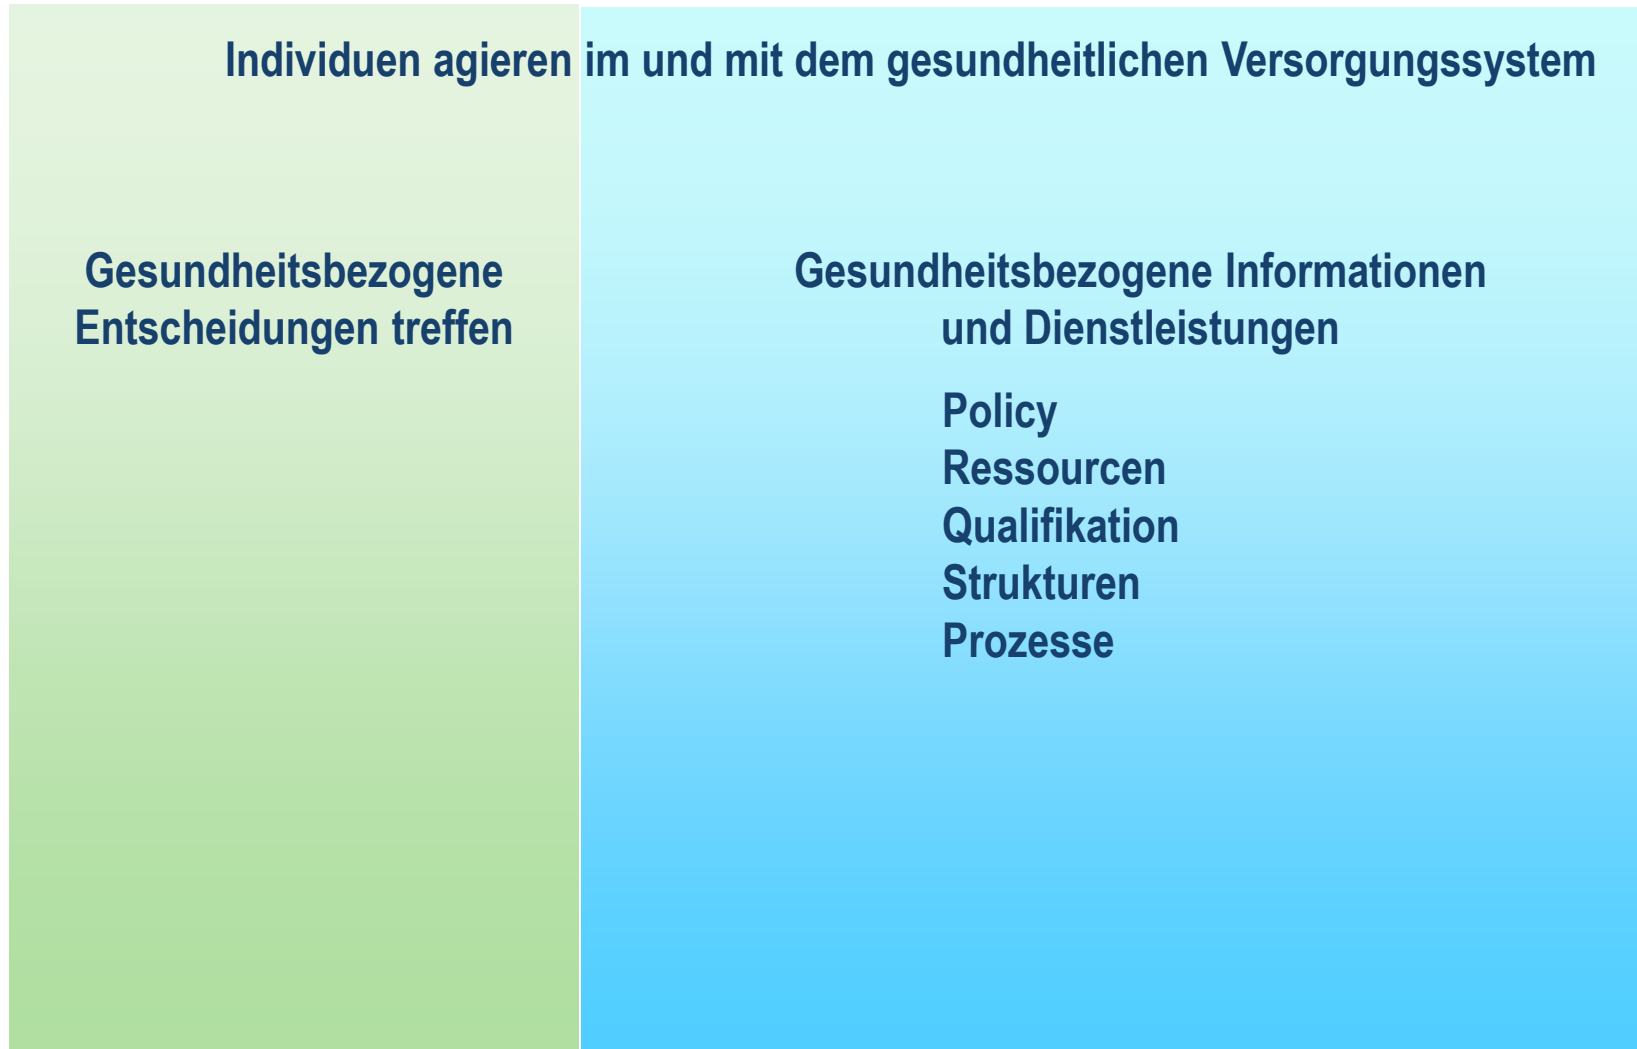 Individuen agieren im und mit dem gesundheitlichen Versorgungssystem
Gesundheitsbezogene
Entscheidungen treffen
Gesundheitsbezogene Informationen
und Dienstleistungen
Policy
Ressourcen
Qualifikation
Strukturen
Prozesse